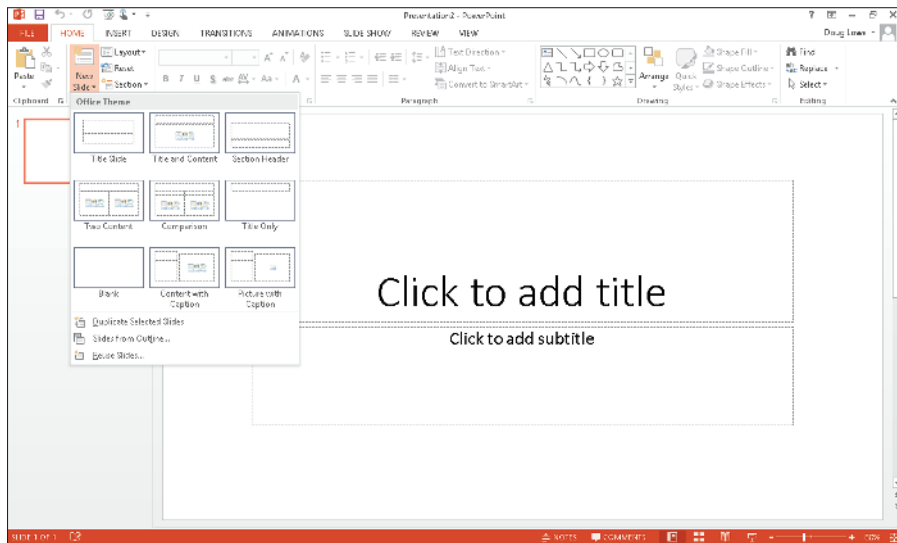 Presentation2 - PowerPoint
FILE HOME INSERT DESIGN TRANSITIONS ANIMATIONS SLIDE SHOW REVIEW VIEW
Doug Lowe
Paste
New Slide
Layout
Reset
Section
B I U S abc AV Aa A
Text Direction
Align Text
Convert to SmartArt
Arrange
Quick Styles
Shape Fill
Shape Outline
Shape Effects
Find
Replace
Select
Clipboard
Paragraph
Drawing
Editing
Office Theme
Title Slide
Title and Content
Section Header
Two Content
Comparison
Title Only
Blank
Content with Caption
Picture with Caption
Duplicate Selected Slides
Slides from Outline...
Reuse Slides...
1
Click to add title
Click to add subtitle
SLIDE 1 OF 1
NOTES
COMMENTS